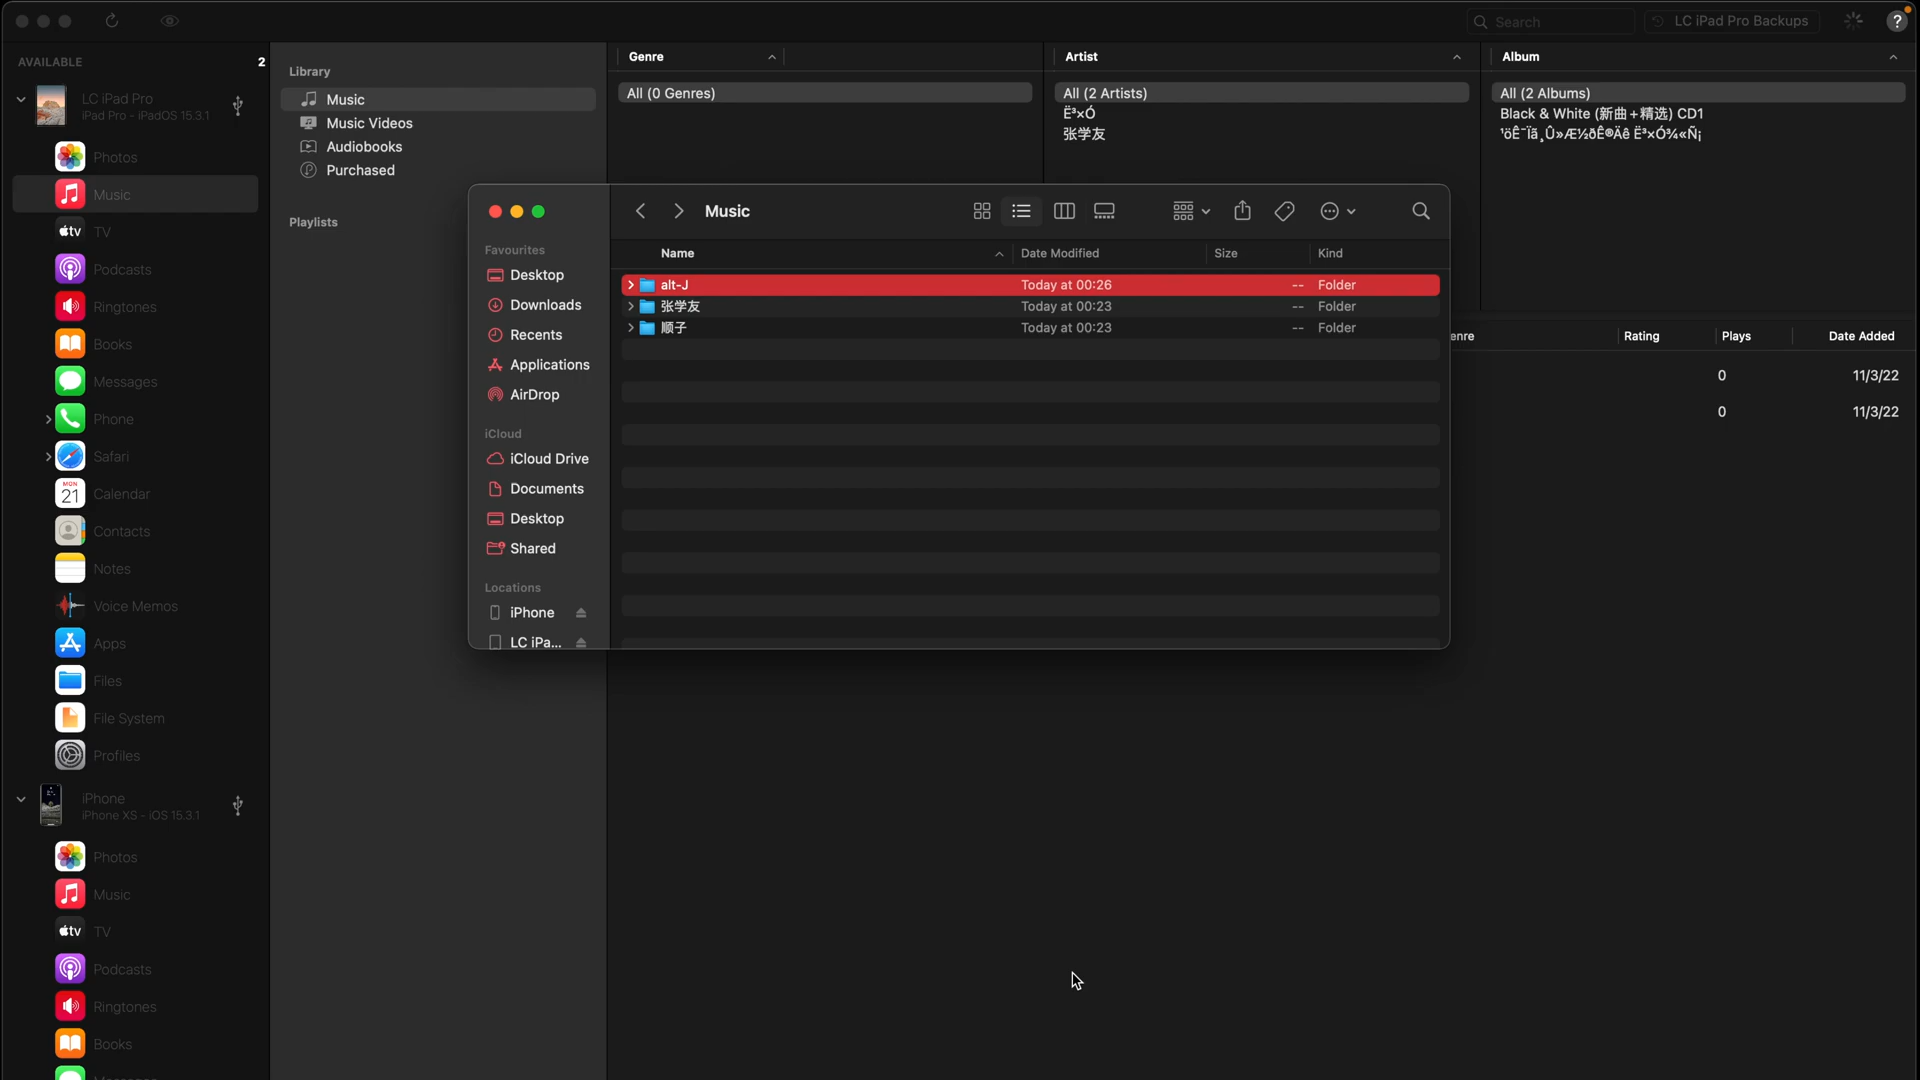 Search
LC iPad Pro Backups
?
AVAILABLE
2
LC iPad Pro
iPad Pro - iPadOS 15.3.1
Photos
Music
tv
TV
Podcasts
Ringtones
Books
Messages
Phone
Safari
MON
21
Calendar
Contacts
Notes
Voice Memos
Apps
Files
File System
Profiles
iPhone
iPhone XS - iOS 15.3.1
Photos
Music
tv
TV
Podcasts
Ringtones
Books
Library
Music
Music Videos
Audiobooks
Purchased
Playlists
Genre
All (0 Genres)
Artist
All (2 Artists)
Ë³×Ó
张学友
Album
All (2 Albums)
Black & White (新曲+精选) CD1
Music
Favourites
Desktop
Downloads
Recents
Applications
AirDrop
iCloud
iCloud Drive
Documents
Desktop
Shared
Locations
iPhone
LC iPa...
Name
Date Modified
Size
Kind
alt-J
Today at 00:26
--
Folder
张学友
Today at 00:23
--
Folder
顺子
Today at 00:23
--
Folder
enre
Rating
Plays
Date Added
0
11/3/22
0
11/3/22